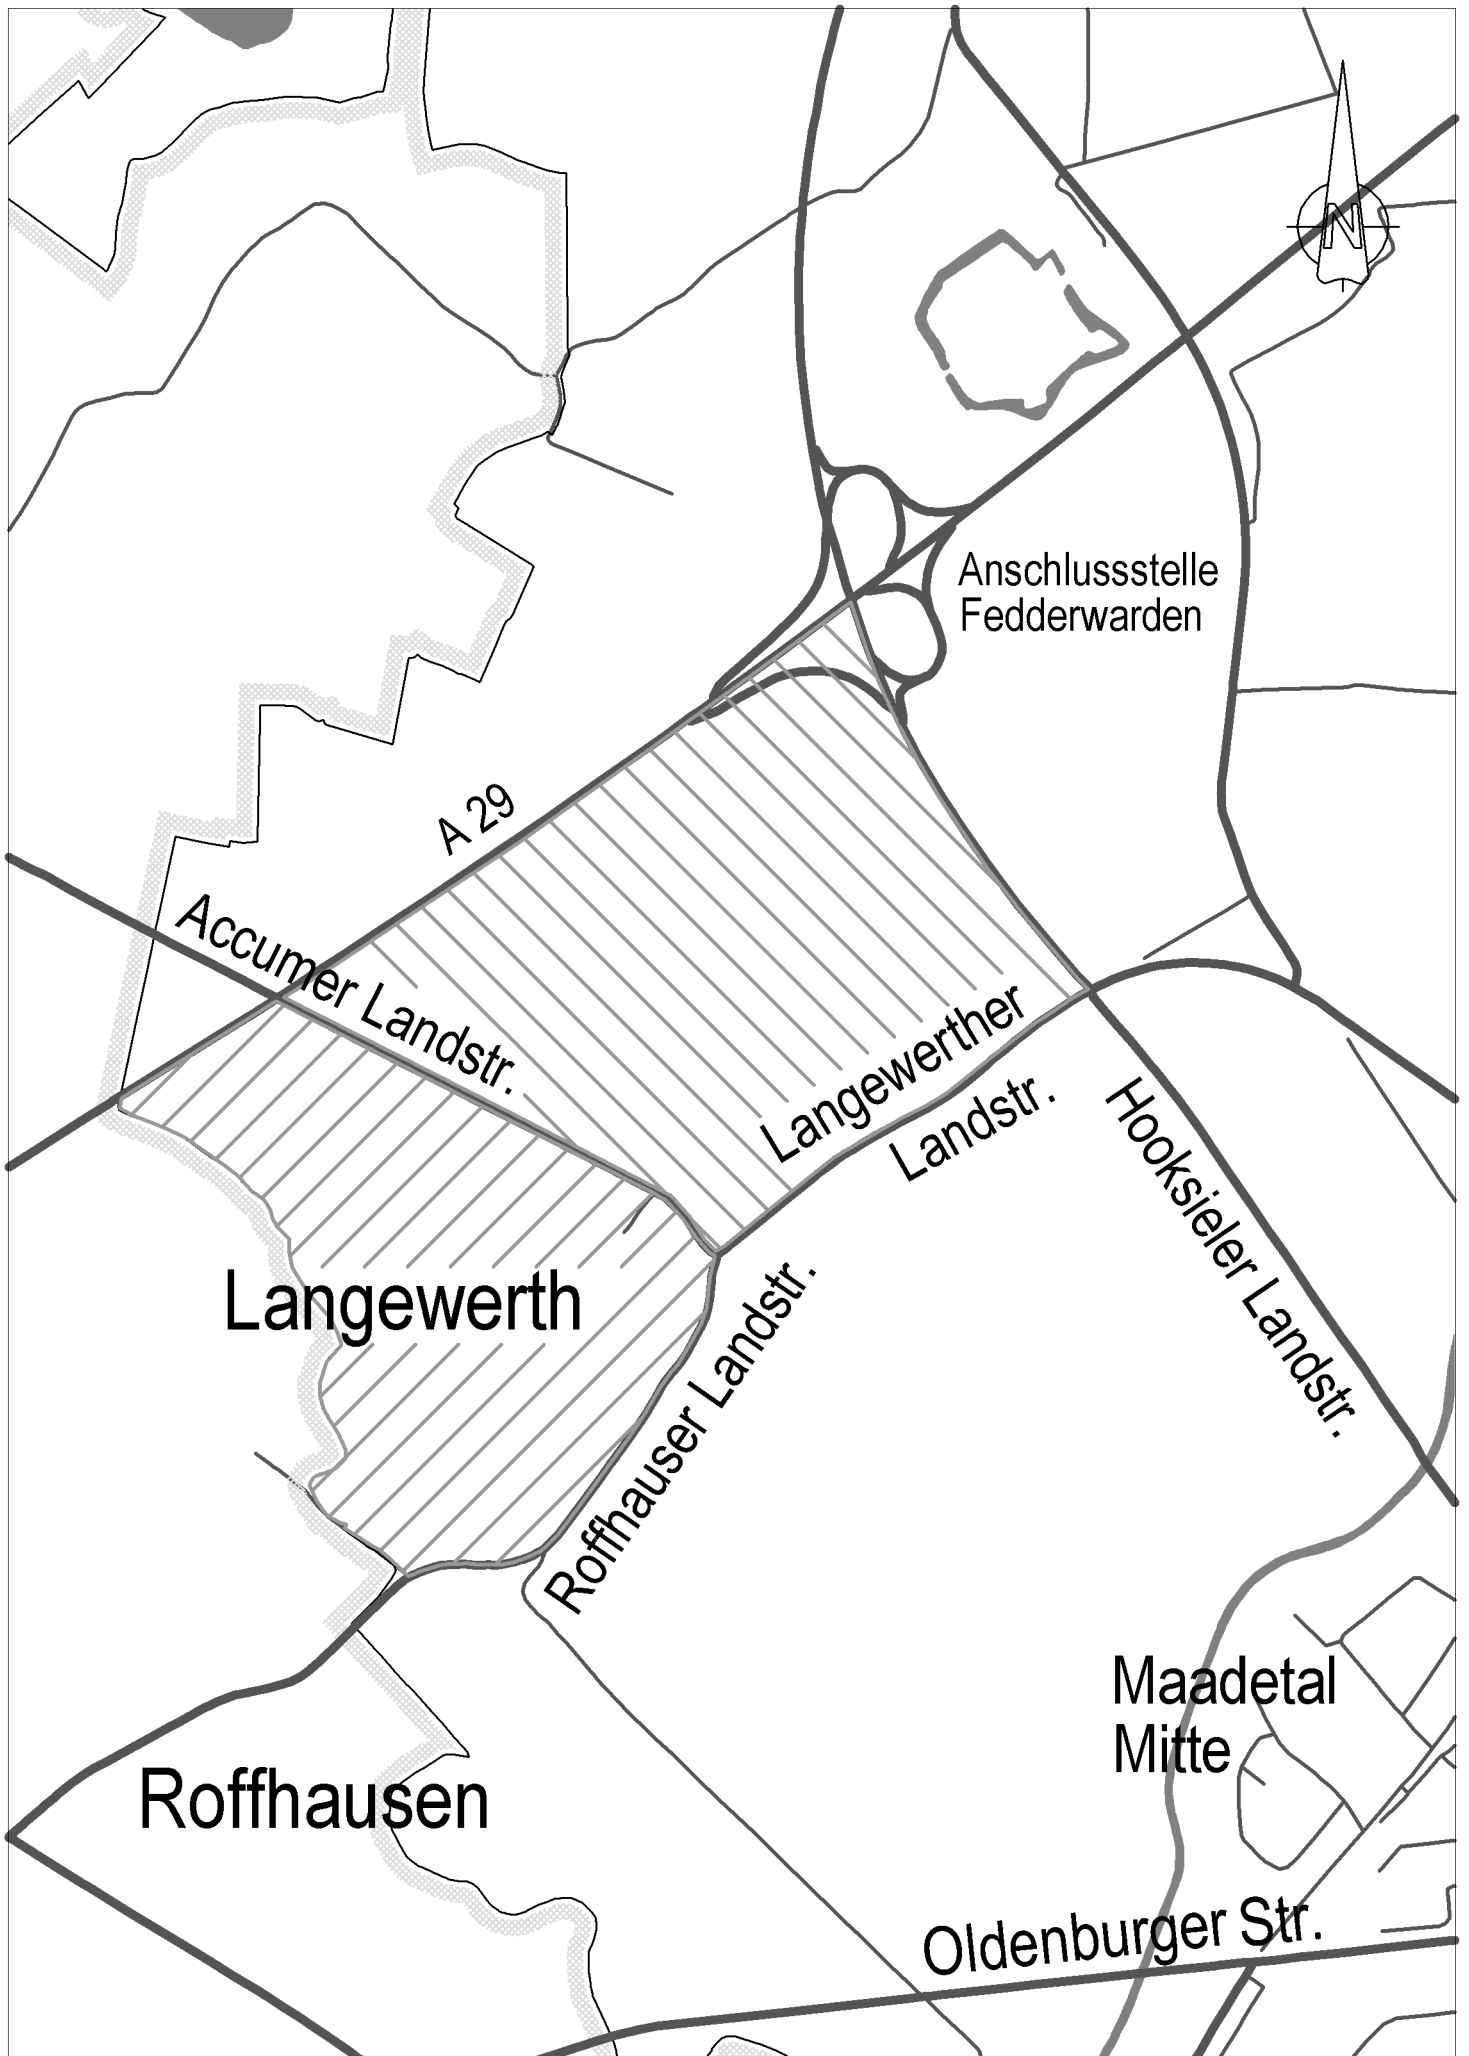 N
Anschlussstelle
Fedderwarden
A 29
Accumer Landstr.
Langewerther
Landstr.
Hooksieler Landstr.
Langewerth
Roffhauser Landstr.
Maadetal
Mitte
Roffhausen
Oldenburger Str.